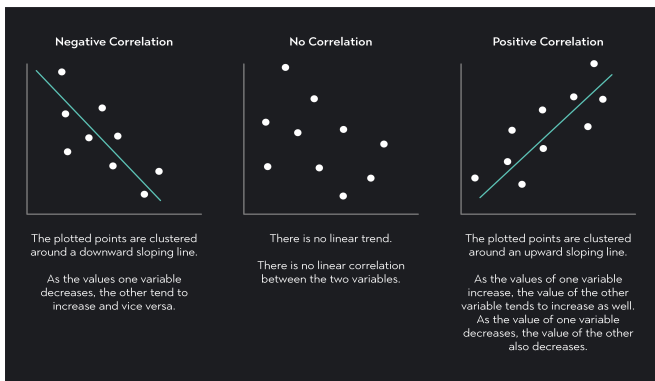 Negative Correlation
The plotted points are clustered
around a downward sloping line.
As the values one variable
decreases, the other tend to
increase and vice versa.
No Correlation
There is no linear trend.
There is no linear correlation
between the two variables.
Positive Correlation
The plotted points are clustered
around an upward sloping line.
As the values of one variable
increase, the value of the other
variable tends to increase as well.
As the value of one variable
decreases, the value of the other
also decreases.